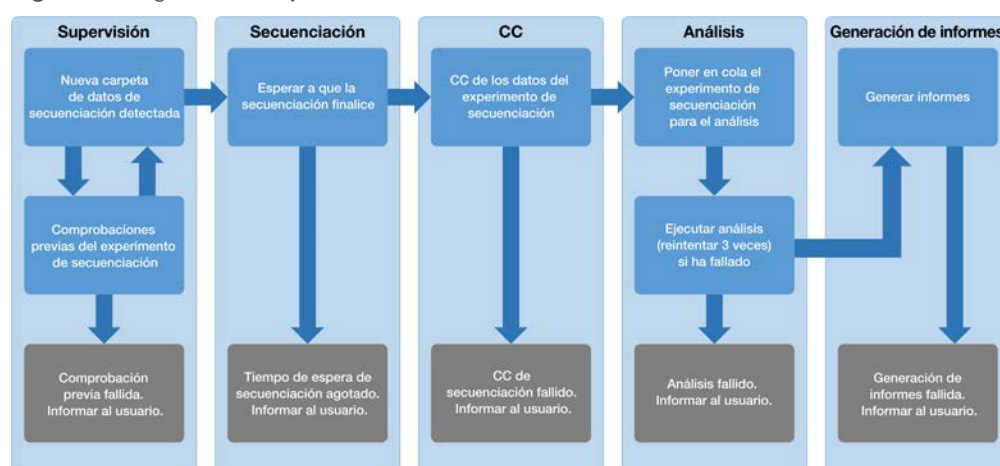 Supervisión
Nueva carpeta
de datos de
secuenciación detectada
Comprobaciones
previas del experimento
de secuenciación
Comprobación
previa fallida.
Informar al usuario.
Secuenciación
Esperar a que la
secuenciación finalice
Tiempo de espera de
secuenciación agotado.
Informar al usuario.
CC
CC de los datos del
experimento de
secuenciación
CC de
secuenciación fallido.
Informar al usuario.
Análisis
Poner en cola el
experimento de
secuenciación
para el análisis
Ejecutar análisis
(reintentar 3 veces)
si ha fallado
Análisis fallido.
Informar al usuario.
Generación de informes
Generar informes
Generación de
informes fallida.
Informar al usuario.